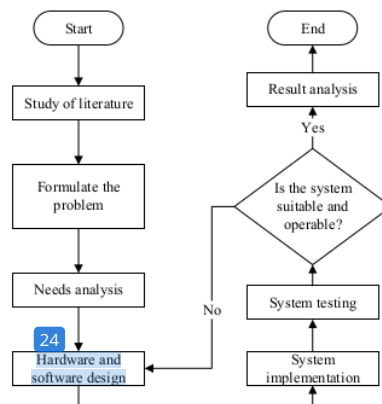 Start
Study of literature
Formulate the
problem
Needs analysis
24
Hardware and
software design
End
Result analysis
Yes
Is the system
suitable and
operable?
No
System testing
System
implementation